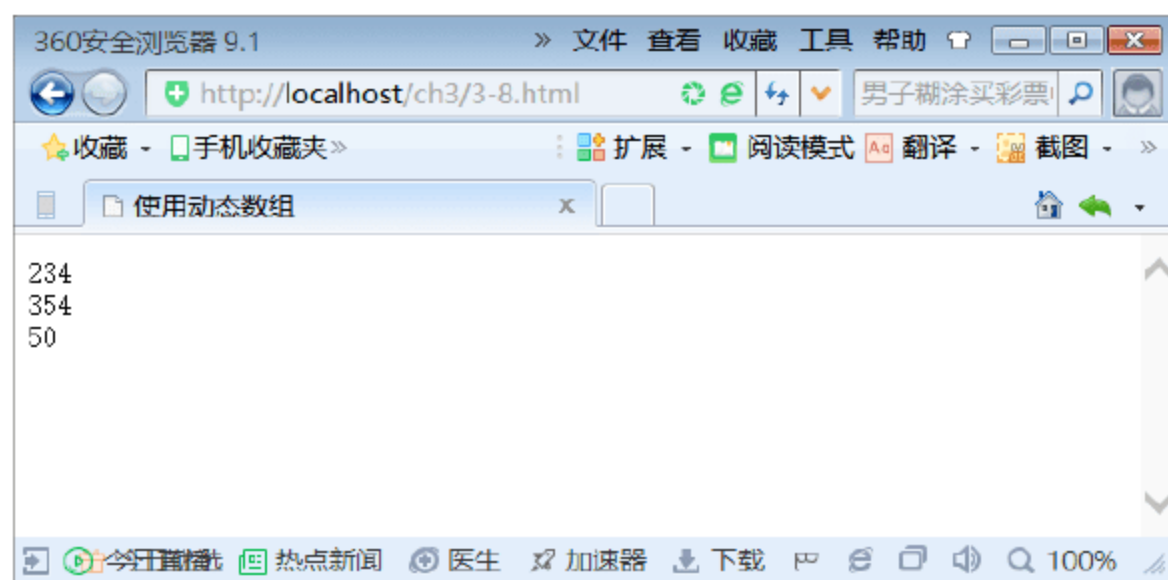 360安全浏览器 9.1 » 文件 查看 收藏 工具 帮助
http://localhost/ch3/3-8.html 男子糊涂买彩票
收藏 手机收藏夹» 扩展 阅读模式 翻译 截图 »
使用动态数组 x
234
354
50
热点新闻 医生 加速器 下载 100%